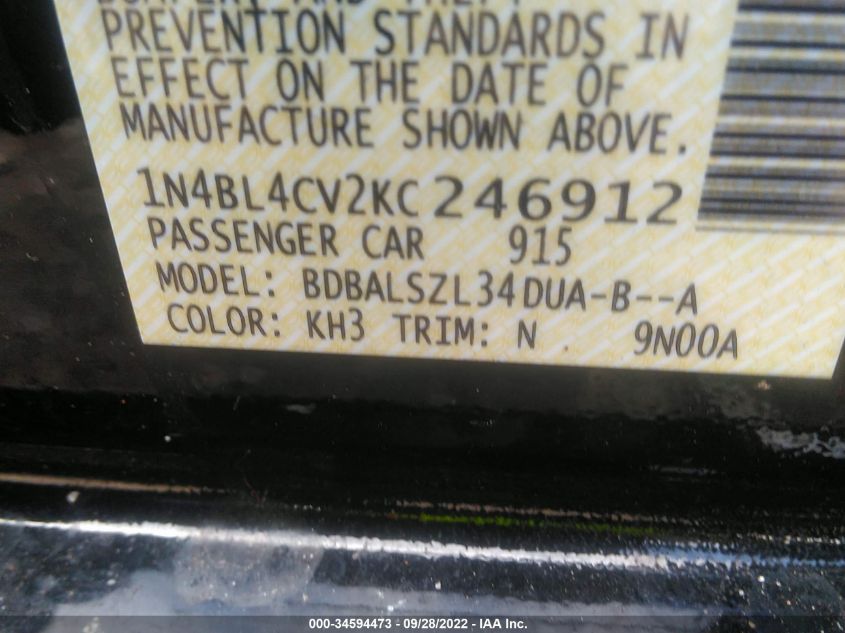 PREVENTION STANDARDS IN
EFFECT ON THE DATE OF
MANUFACTURE SHOWN ABOVE.
1N4BL4CV2KC246912
PASSENGER CAR 915
MODEL: BDBALSZL34DUA-B--A
COLOR: KH3 TRIM: N . 9N00A
000-34594473 - 09/28/2022 - IAA Inc.